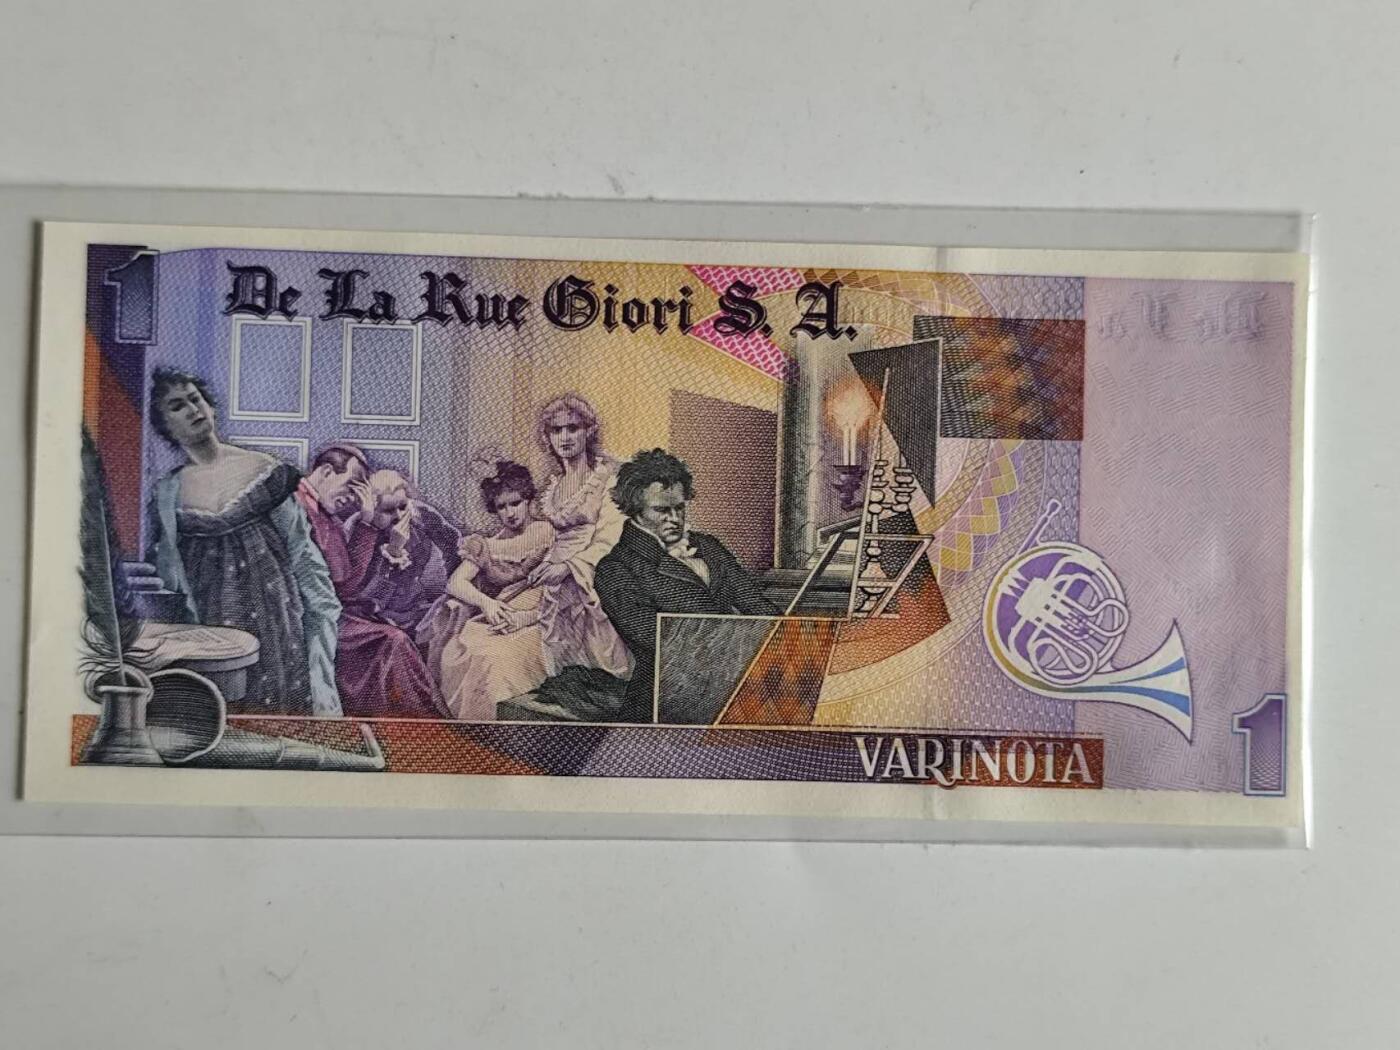 1
De La Rue Giori S. A.
VARINOTA
1